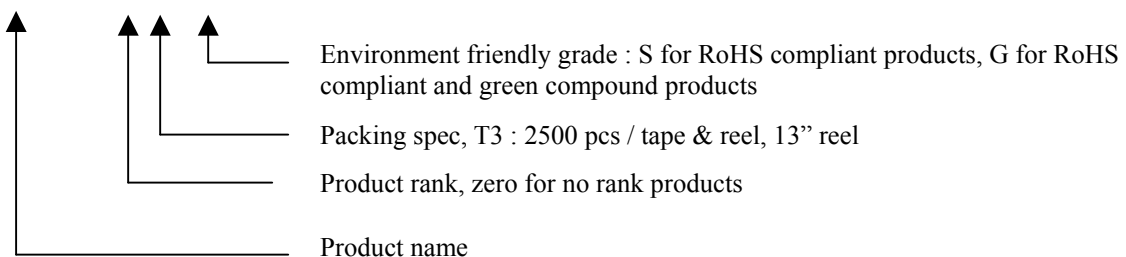 Environment friendly grade : S for RoHS compliant products, G for RoHS
compliant and green compound products
Packing spec, T3 : 2500 pcs / tape & reel, 13” reel
Product rank, zero for no rank products
Product name